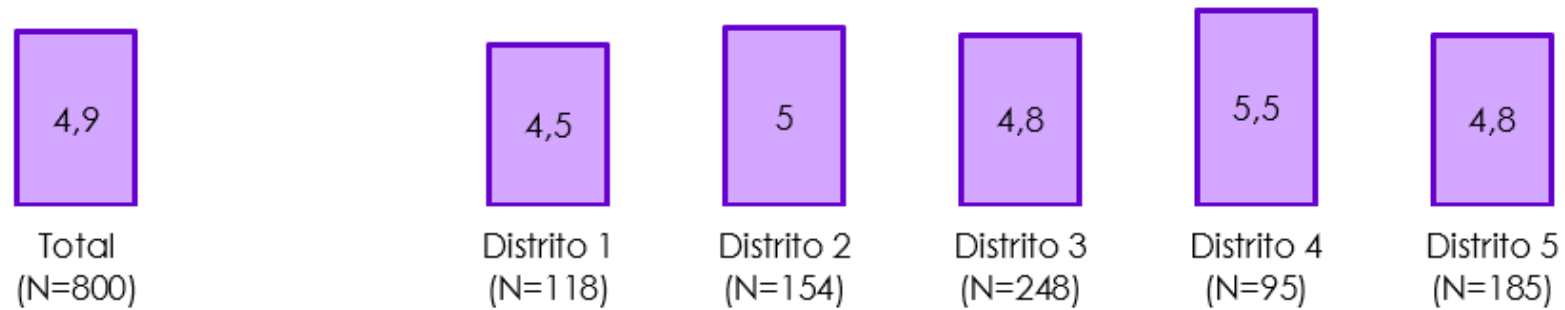 4,9
4,5
5
4,8
5,5
4,8
Total
(N=800)
Distrito 1
(N=118)
Distrito 2
(N=154)
Distrito 3
(N=248)
Distrito 4
(N=95)
Distrito 5
(N=185)